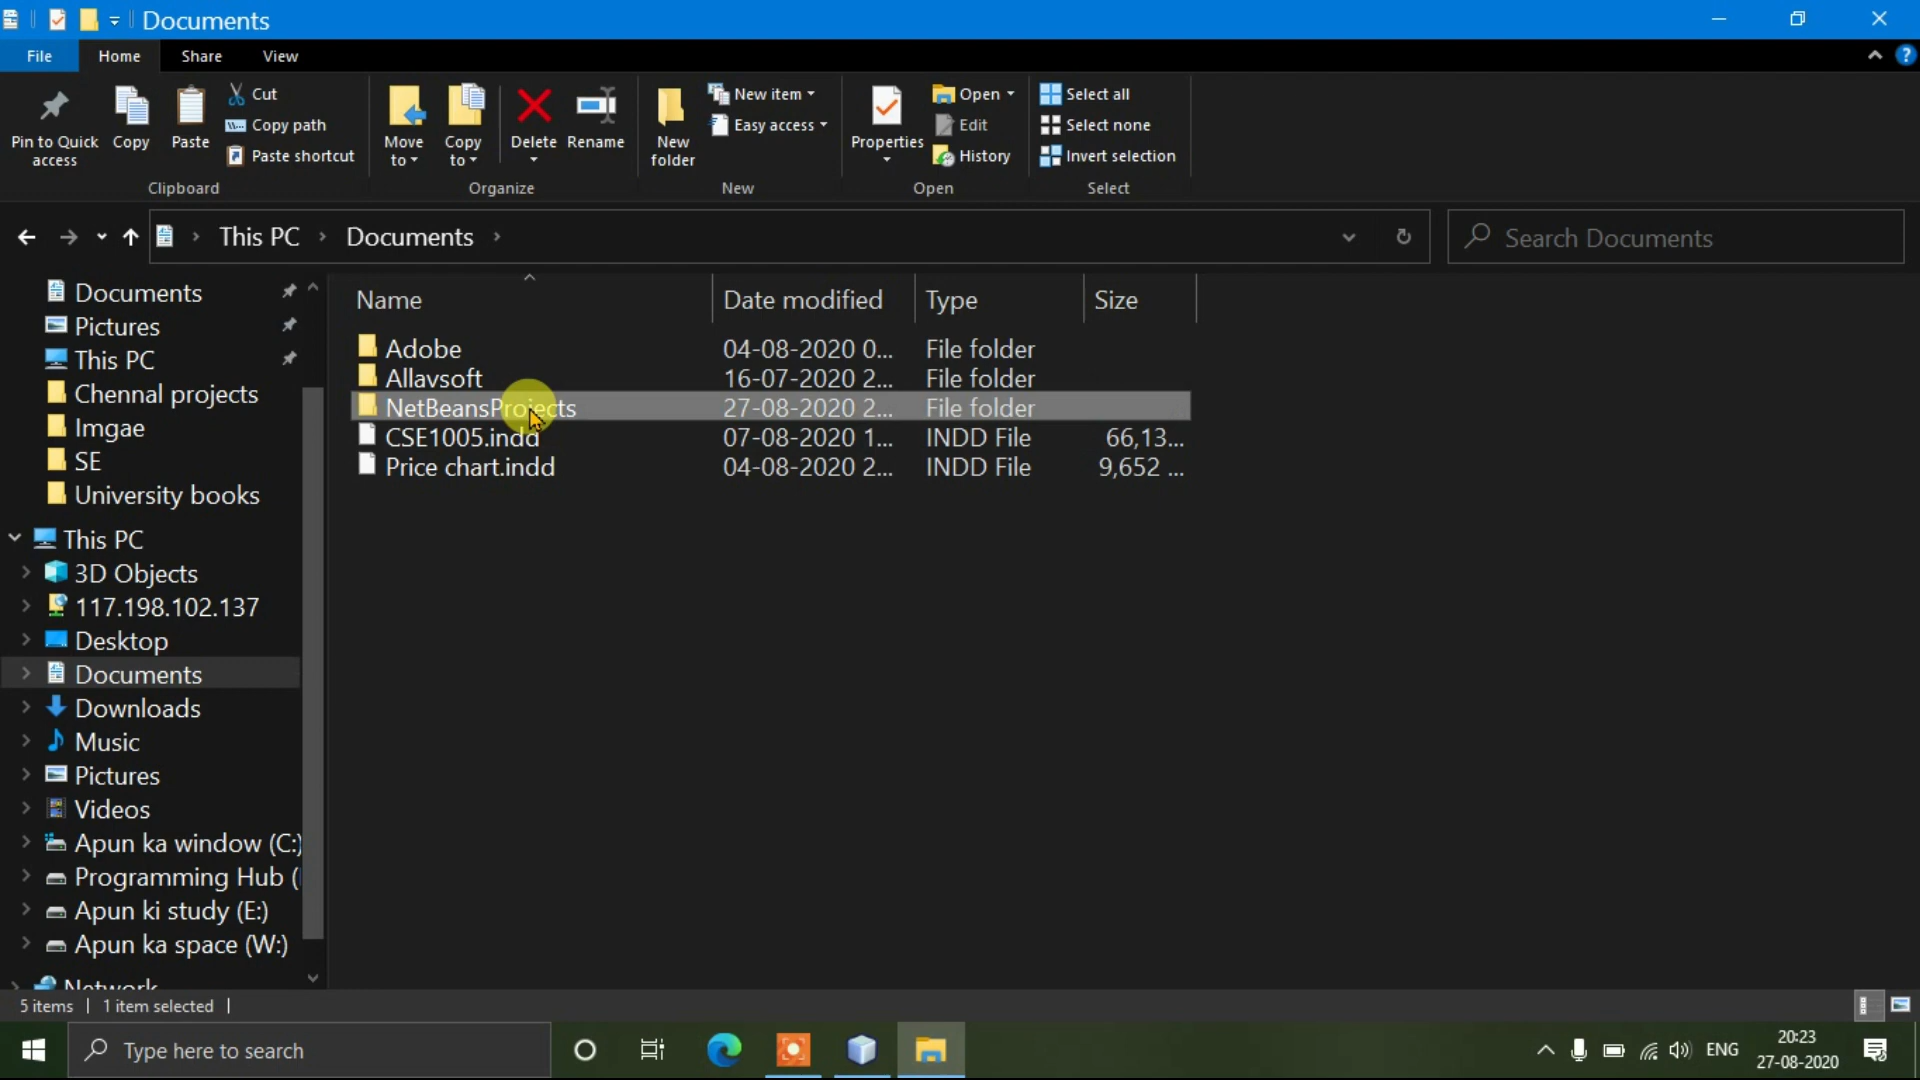 Documents
File Home Share View
Pin to Quick access
Copy
Paste
Cut
Copy path
Paste shortcut
Clipboard
Move to
Copy to
Delete
Rename
Organize
New folder
New item
Easy access
New
Properties
Open
Edit
History
Open
Select all
Select none
Invert selection
Select
This PC Documents
Search Documents
Documents
Pictures
This PC
Chennal projects
Imgae
SE
University books
This PC
3D Objects
117.198.102.137
Desktop
Documents
Downloads
Music
Pictures
Videos
Apun ka window (C:)
Programming Hub (
Apun ki study (E:)
Apun ka space (W:)
Network
Name Date modified Type Size
Adobe 04-08-2020 0... File folder
Allavsoft 16-07-2020 2... File folder
NetBeansProjects 27-08-2020 2... File folder
CSE1005.indd 07-08-2020 1... INDD File 66,13...
Price chart.indd 04-08-2020 2... INDD File 9,652 ...
5 items 1 item selected
Type here to search
ENG
20:23
27-08-2020